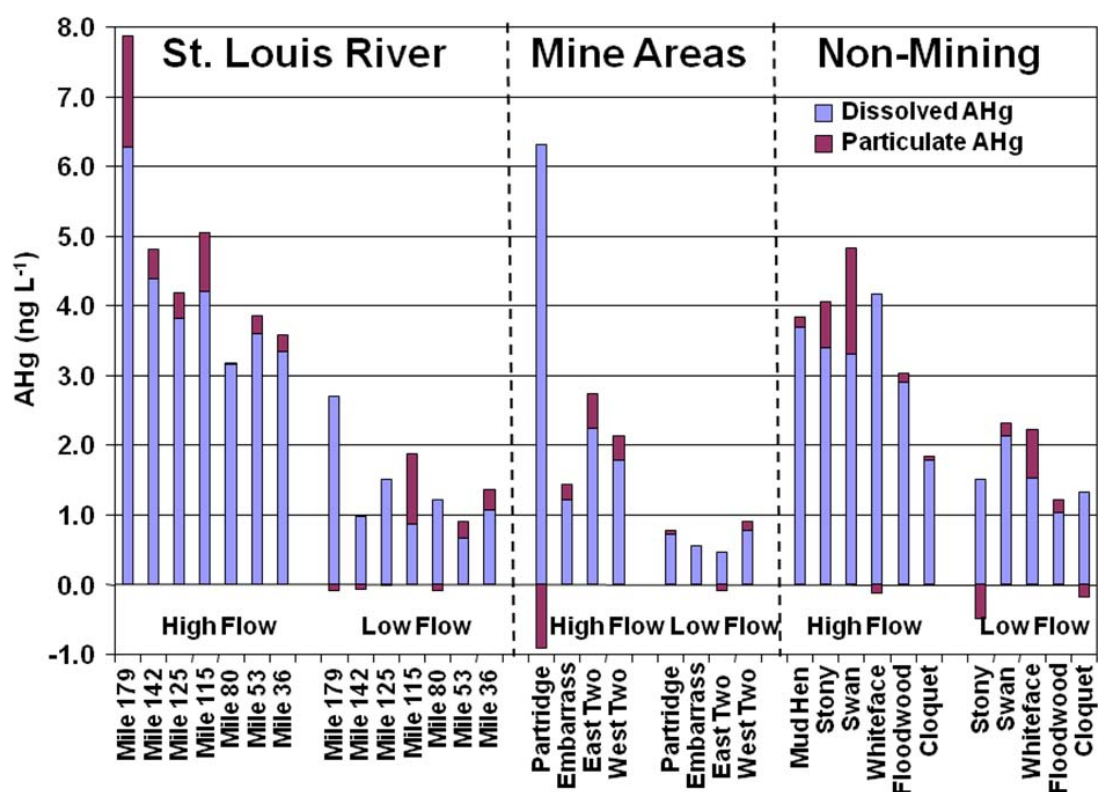 St. Louis River
Mine Areas
Non-Mining
Dissolved AHg
Particulate AHg
AHg (ng L⁻¹)
8.0
7.0
6.0
5.0
4.0
3.0
2.0
1.0
0.0
-1.0
High Flow
Low Flow
High Flow
Low Flow
High Flow
Low Flow
Mile 179
Mile 142
Mile 125
Mile 115
Mile 80
Mile 53
Mile 36
Mile 179
Mile 142
Mile 125
Mile 115
Mile 80
Mile 53
Mile 36
Partridge
Embarrass
East Two
West Two
Partridge
Embarrass
East Two
West Two
Mud Hen
Stony
Swan
Whiteface
Floodwood
Cloquet
Stony
Swan
Whiteface
Floodwood
Cloquet